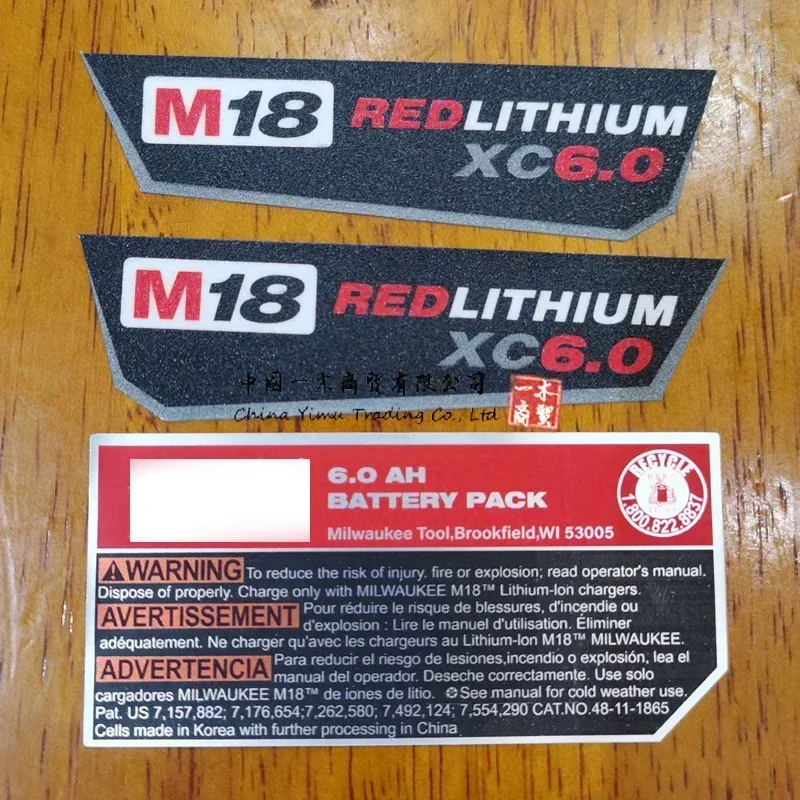 M18 REDLITHIUM
XC6.0
M18 REDLITHIUM
XC6.0
中國一木商贸有限公司
China Yimu Trading Co., Ltd
一木
商贸
6.0 AH
BATTERY PACK
Milwaukee Tool,Brookfield,WI 53005
RECYCLE
1.800.822.8837
⚠WARNING To reduce the risk of injury. fire or explosion; read operator's manual.
Dispose of properly. Charge only with MILWAUKEE M18™ Lithium-Ion chargers.
AVERTISSEMENT Pour réduire le risque de blessures, d'incendie ou
d'explosion : Lire le manuel d'utilisation. Éliminer
adéquatement. Ne charger qu'avec les chargeurs au Lithium-Ion M18™ MILWAUKEE.
ADVERTENCIA Para reducir el riesgo de lesiones,incendio o explosión, lea el
manual del operador. Deseche correctamente. Use solo
cargadores MILWAUKEE M18™ de iones de litio. See manual for cold weather use.
Pat. US 7,157,882; 7,176,654;7,262,580; 7,492,124; 7,554,290 CAT.NO.48-11-1865
Cells made in Korea with further processing in China